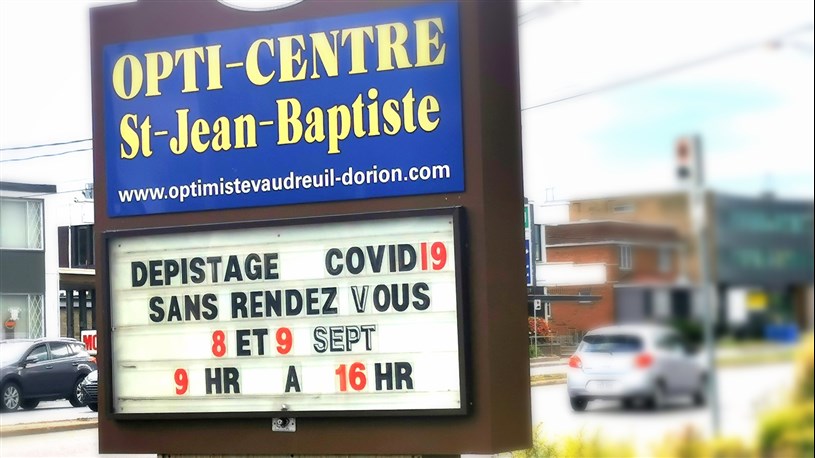 OPTI-CENTRE
St-Jean-Baptiste
www.optimistevaudreuil-dorion.com
DEPISTAGE COVID19
SANS RENDEZ VOUS
8 ET 9 SEPT
9 HR A 16 HR